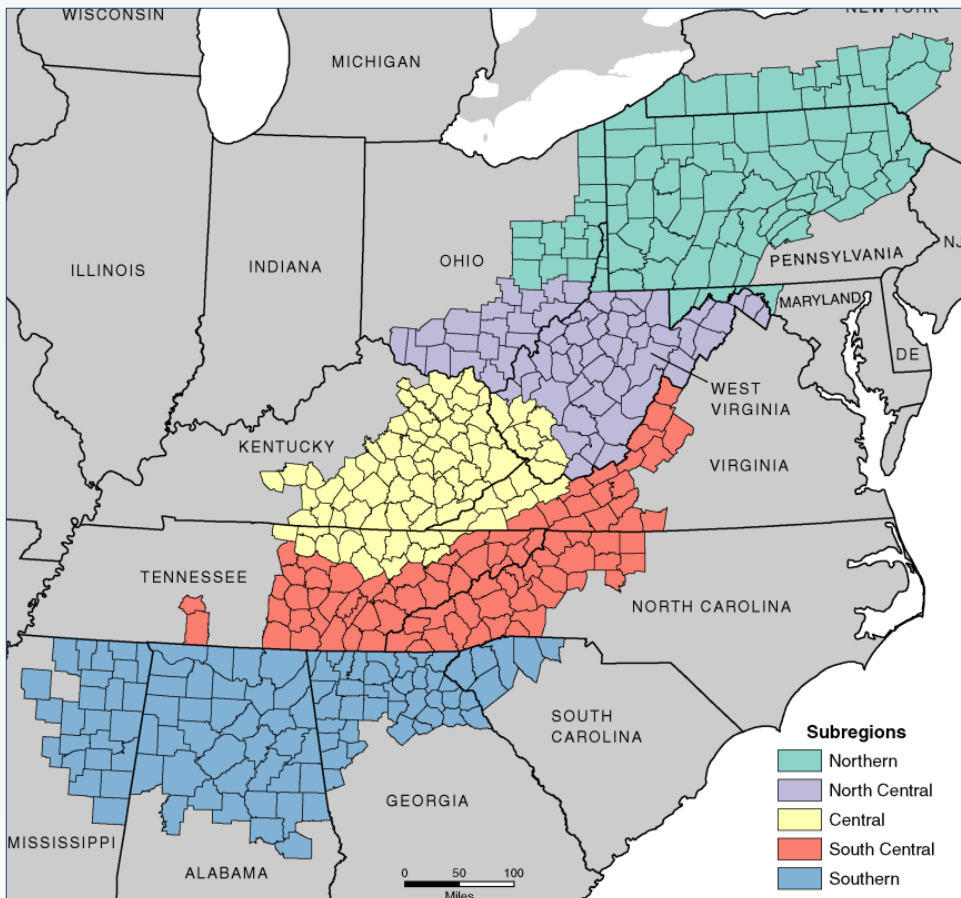 WISCONSIN
NEW YORK
MICHIGAN
ILLINOIS
INDIANA
OHIO
PENNSYLVANIA
NJ
MARYLAND
DE
WEST
VIRGINIA
KENTUCKY
VIRGINIA
TENNESSEE
NORTH CAROLINA
SOUTH
CAROLINA
GEORGIA
MISSISSIPPI
ALABAMA
0 50 100
Miles
Subregions
Northern
North Central
Central
South Central
Southern